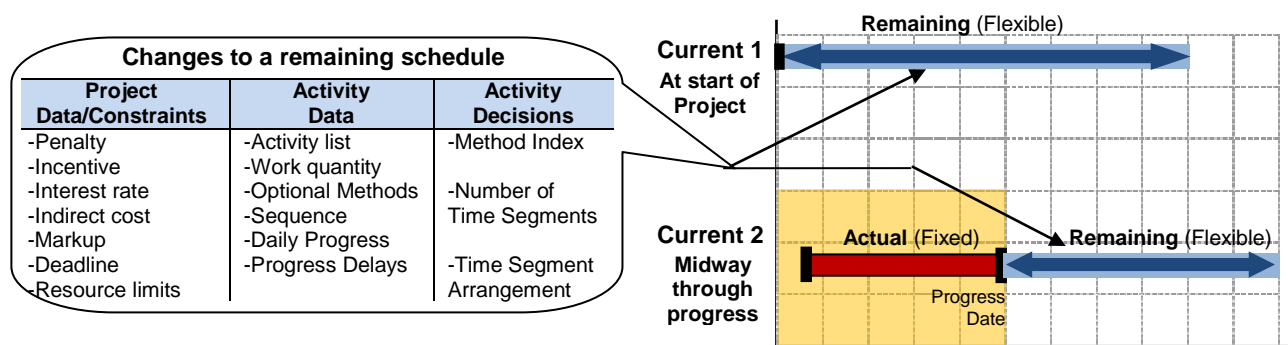 Changes to a remaining schedule
Project Data/Constraints
-Penalty
-Incentive
-Interest rate
-Indirect cost
-Markup
-Deadline
-Resource limits
Activity Data
-Activity list
-Work quantity
-Optional Methods
-Sequence
-Daily Progress
-Progress Delays
Activity Decisions
-Method Index
-Number of
Time Segments
-Time Segment
Arrangement
Remaining (Flexible)
Current 1
At start of
Project
Current 2
Midway
through
progress
Actual (Fixed)
Remaining (Flexible)
Progress
Date